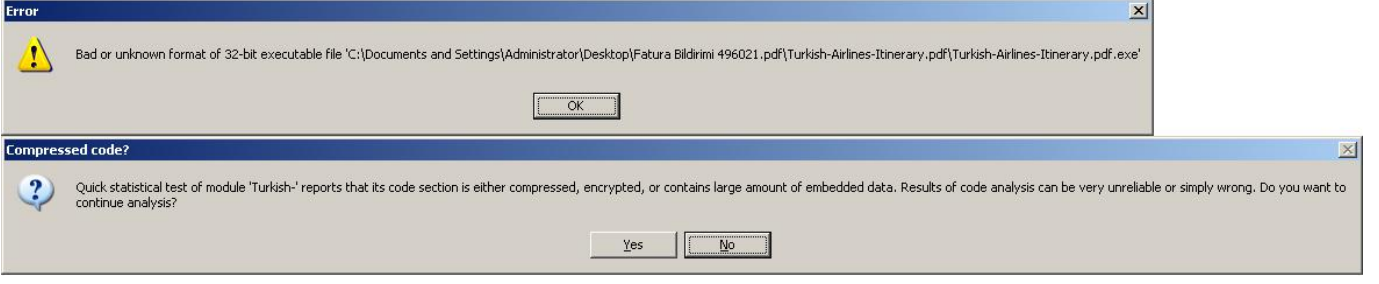 Error
Bad or unknown format of 32-bit executable file 'C:\Documents and Settings\Administrator\Desktop\Fatura Bildirimi 496021.pdf\Turkish-Airlines-Itinerary.pdf\Turkish-Airlines-Itinerary.pdf.exe'
OK
Compressed code?
Quick statistical test of module 'Turkish-' reports that its code section is either compressed, encrypted, or contains large amount of embedded data. Results of code analysis can be very unreliable or simply wrong. Do you want to
continue analysis?
Yes No